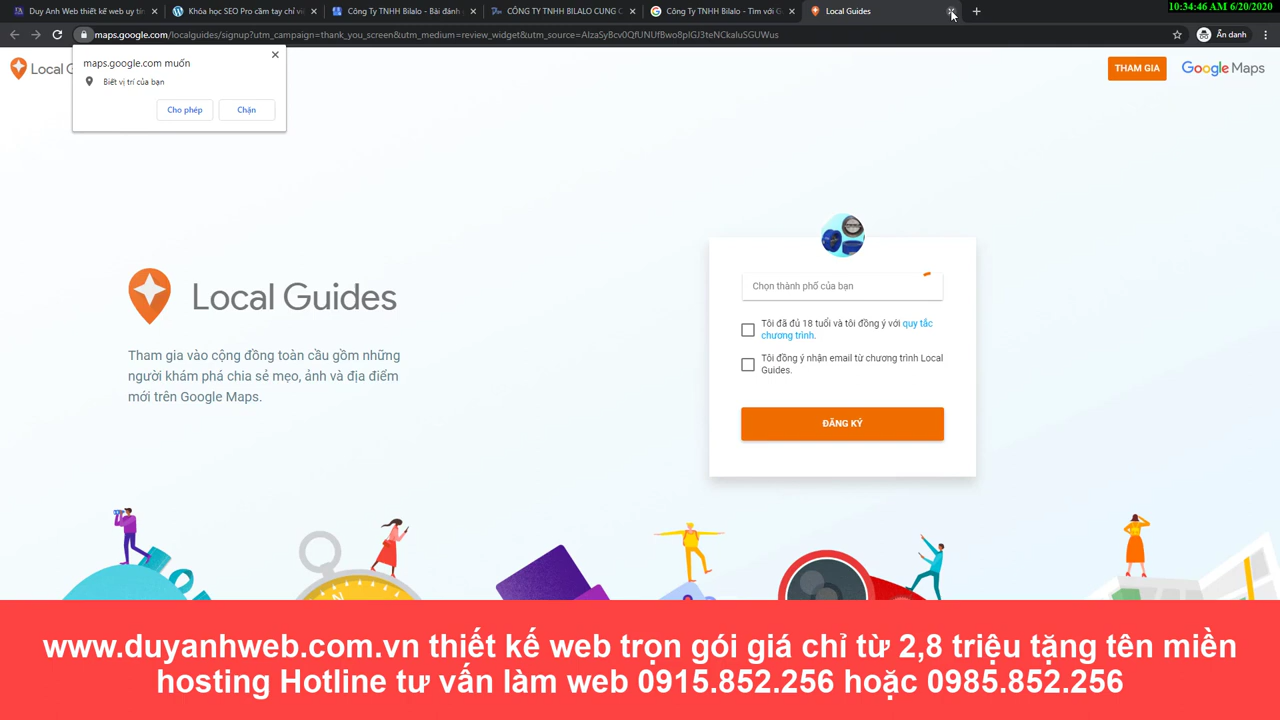 10:34:46 AM 6/20/2020
Duy Anh Web thiết kế web uy tín
Khóa học SEO Pro cầm tay chỉ vi
Công Ty TNHH Bilalo - Bài đánh
CÔNG TY TNHH BILALO CUNG C
Công Ty TNHH Bilalo - Tìm với G
Local Guides
maps.google.com/localguides/signup?utm_campaign=thank_you_screen&utm_medium=review_widget&utm_source=AIzaSyBcv0QfUNUfBwo8pIGJ3teNCkaluSGUWus
Ẩn danh
Local G
maps.google.com muốn
Biết vị trí của bạn
Cho phép
Chặn
THAM GIA
Google Maps
Local Guides
Tham gia vào cộng đồng toàn cầu gồm những
người khám phá chia sẻ mẹo, ảnh và địa điểm
mới trên Google Maps.
Chọn thành phố của bạn
Tôi đã đủ 18 tuổi và tôi đồng ý với quy tắc
chương trình.
Tôi đồng ý nhận email từ chương trình Local
Guides.
ĐĂNG KÝ
www.duyanhweb.com.vn thiết kế web trọn gói giá chỉ từ 2,8 triệu tặng tên miền
hosting Hotline tư vấn làm web 0915.852.256 hoặc 0985.852.256